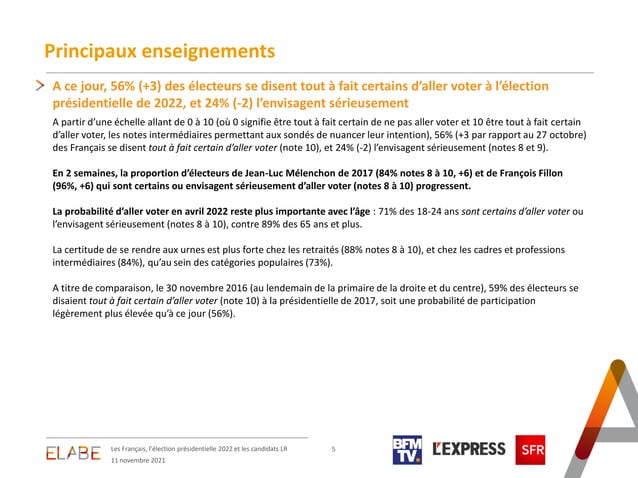 Principaux enseignements
A ce jour, 56% (+3) des électeurs se disent tout à fait certains d’aller voter à l’élection
présidentielle de 2022, et 24% (-2) l’envisagent sérieusement
A partir d’une échelle allant de 0 à 10 (où 0 signifie être tout à fait certain de ne pas aller voter et 10 être tout à fait certain
d’aller voter, les notes intermédiaires permettant aux sondés de nuancer leur intention), 56% (+3 par rapport au 27 octobre)
des Français se disent tout à fait certain d’aller voter (note 10), et 24% (-2) l’envisagent sérieusement (notes 8 et 9).
En 2 semaines, la proportion d’électeurs de Jean-Luc Mélenchon de 2017 (84% notes 8 à 10, +6) et de François Fillon
(96%, +6) qui sont certains ou envisagent sérieusement d’aller voter (notes 8 à 10) progressent.
La probabilité d’aller voter en avril 2022 reste plus importante avec l’âge : 71% des 18-24 ans sont certains d’aller voter ou
l’envisagent sérieusement (notes 8 à 10), contre 89% des 65 ans et plus.
La certitude de se rendre aux urnes est plus forte chez les retraités (88% notes 8 à 10), et chez les cadres et professions
intermédiaires (84%), qu’au sein des catégories populaires (73%).
A titre de comparaison, le 30 novembre 2016 (au lendemain de la primaire de la droite et du centre), 59% des électeurs se
disaient tout à fait certain d’aller voter (note 10) à la présidentielle de 2017, soit une probabilité de participation
légèrement plus élevée qu’à ce jour (56%).
ELABE
Les Français, l’élection présidentielle 2022 et les candidats LR
11 novembre 2021
5
BFM
TV.
L'EXPRESS
SFR